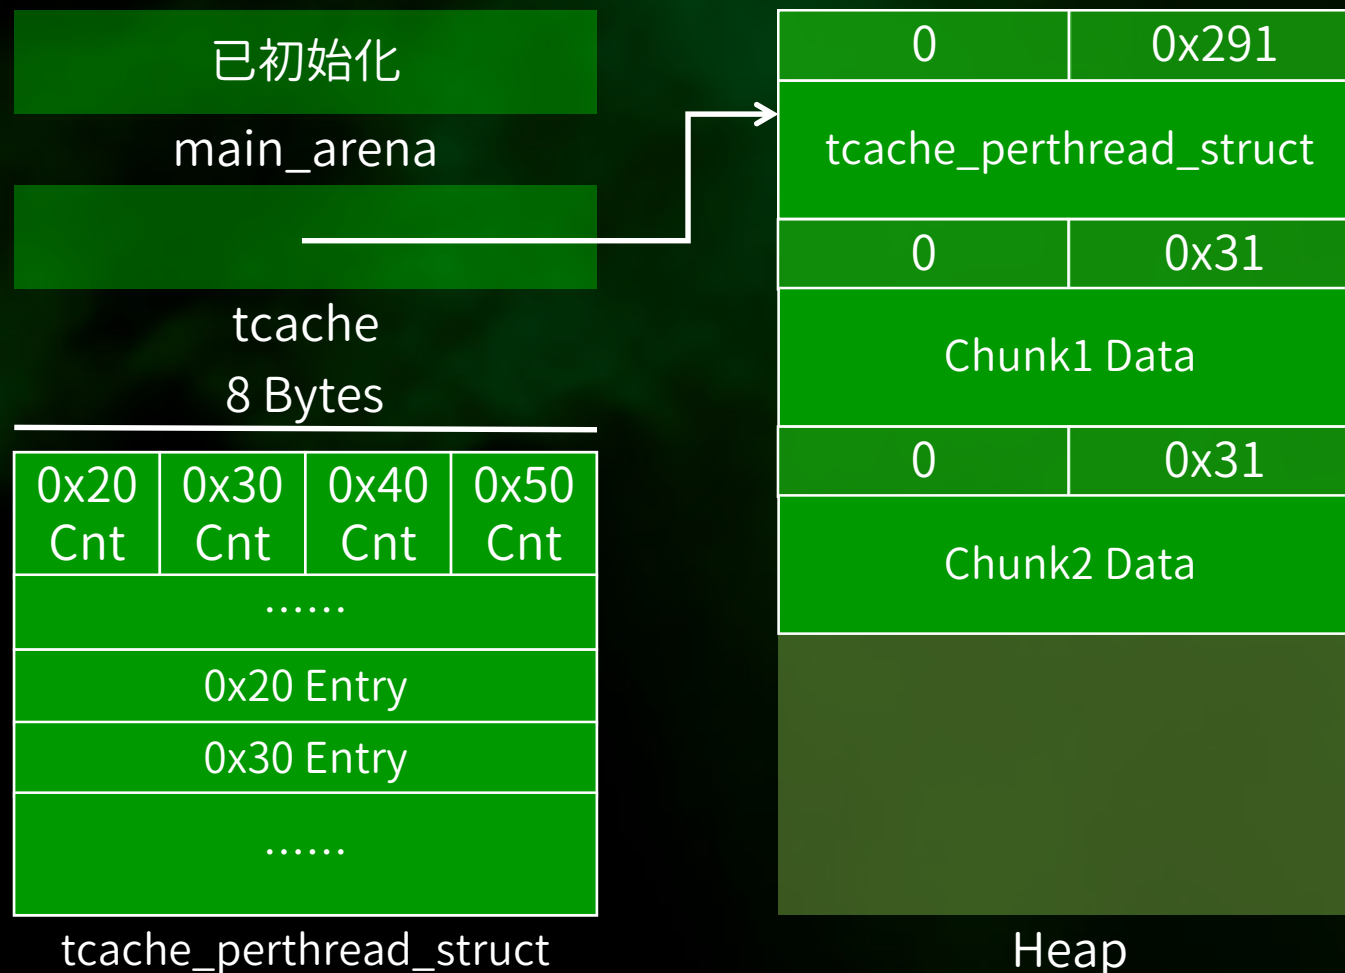 已初始化
main_arena
tcache
8 Bytes
0x20 Cnt
0x30 Cnt
0x40 Cnt
0x50 Cnt
……
0x20 Entry
0x30 Entry
……
tcache_perthread_struct
0
0x291
tcache_perthread_struct
0
0x31
Chunk1 Data
0
0x31
Chunk2 Data
Heap